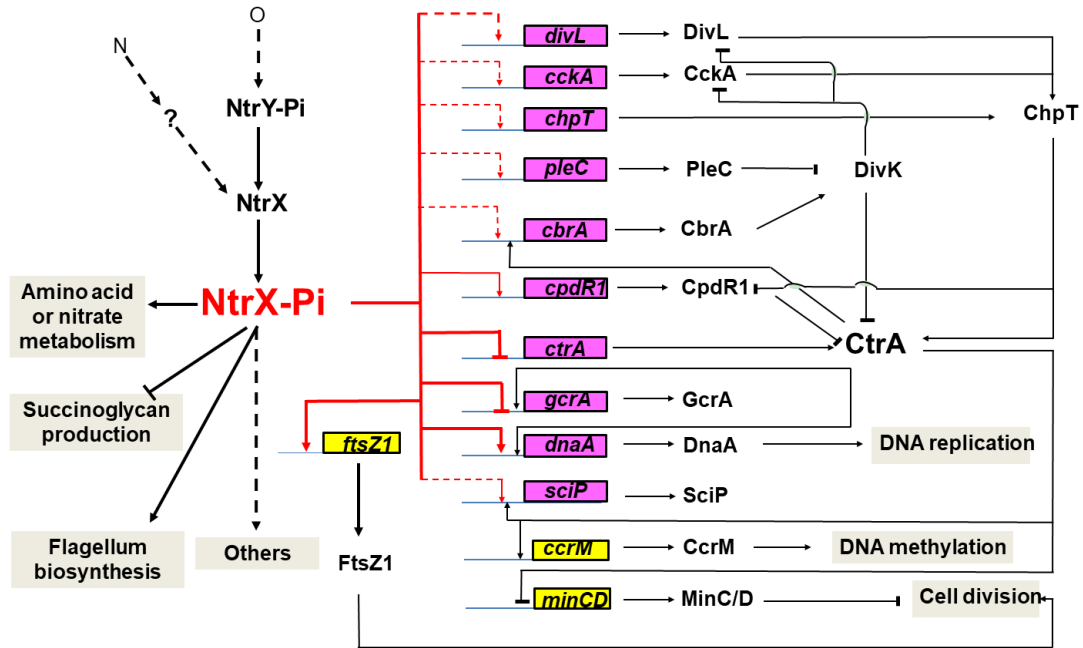 O
N
NtrY-Pi
?
NtrX
NtrX-Pi
Amino acid
or nitrate
metabolism
Succinoglycan
production
Flagellum
biosynthesis
Others
ftsZ1
FtsZ1
divL
DivL
cckA
CckA
chpT
ChpT
pleC
PleC
DivK
cbrA
CbrA
cpdR1
CpdR1
ctrA
CtrA
gcrA
GcrA
dnaA
DnaA
DNA replication
sciP
SciP
ccrM
CcrM
DNA methylation
minCD
MinC/D
Cell division